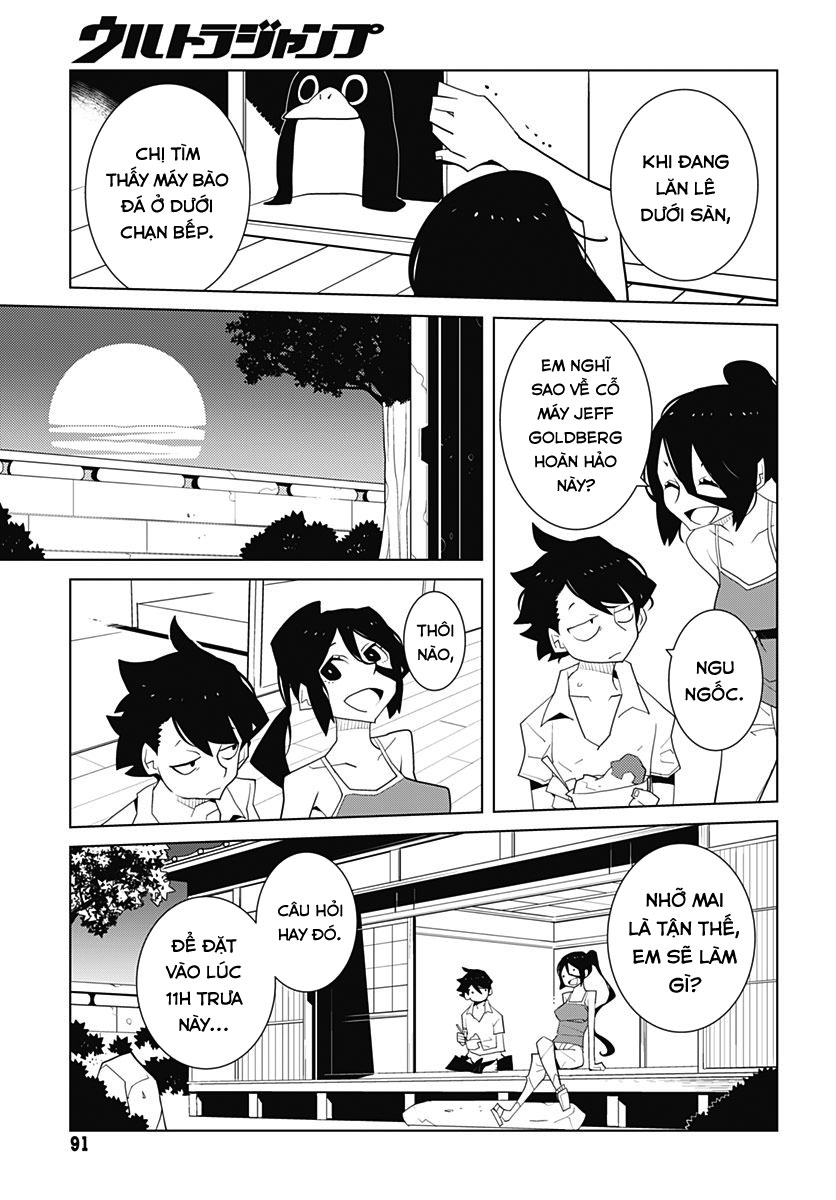 ウルトラジャンプ
KHI ĐANG
LĂN LÊ
DƯỚI SÀN,
CHỊ TÌM
THẤY MÁY BÀO
ĐÁ Ở DƯỚI
CHẠN BẾP.
EM NGHĨ
SAO VỀ CỖ
MÁY JEFF
GOLDBERG
HOÀN HẢO
NÀY?
NGU
NGỐC.
THÔI
NÀO,
NHỠ MAI
LÀ TẬN THẾ,
EM SẼ LÀM
GÌ?
CÂU HỎI
HAY ĐÓ.
ĐỂ ĐẶT
VÀO LÚC
11H TRƯA
NÀY...
91